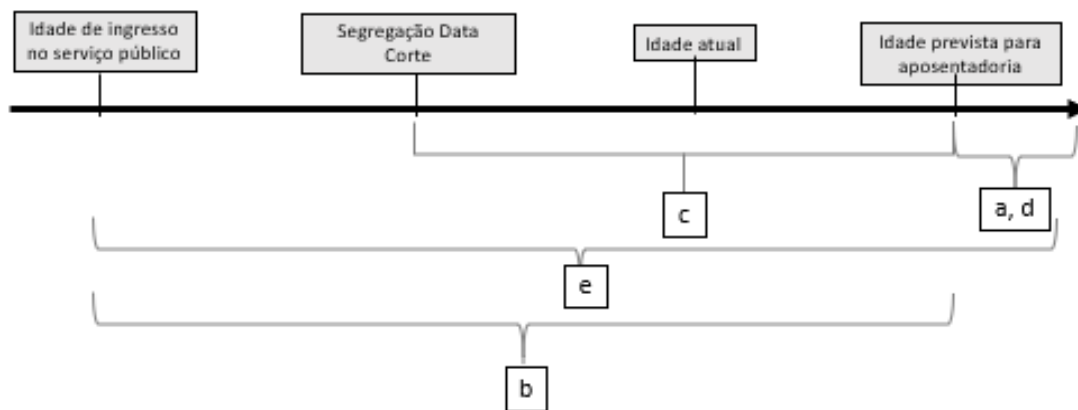 Idade de ingresso
no serviço público
Segregação Data
Corte
Idade atual
Idade prevista para
aposentadoria
c
a, d
e
b